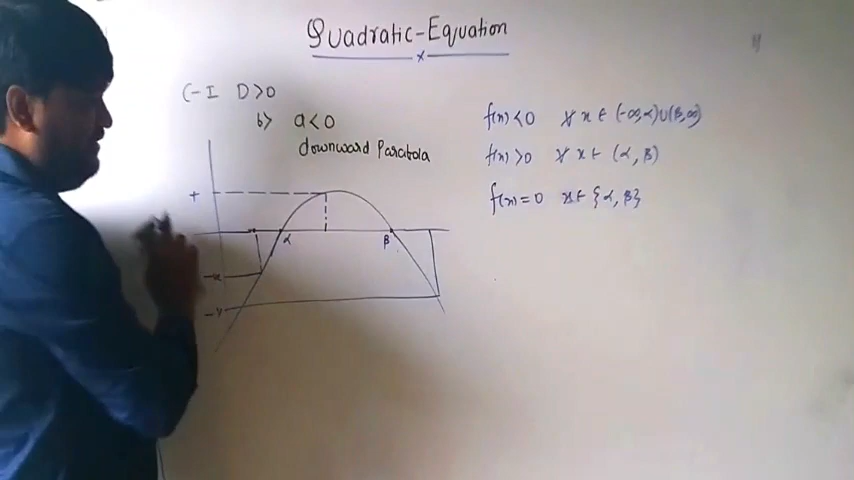 Quadratic-Equation
C-I D>0
b> a<0
downward Parabola
f(x)<0 ∀ x ∈ (-∞,α)∪(β,∞)
f(x)>0 ∀ x ∈ (α, β)
f(x)=0 x ∈ {α, β}
+
α β
-x
-y